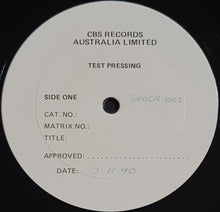 CBS RECORDS
AUSTRALIA LIMITED
TEST PRESSING
SIDE ONE SHOCK 005
CAT. NO.:
MATRIX NO.:
TITLE:
APPROVED:........................
DATE: 7.11.90